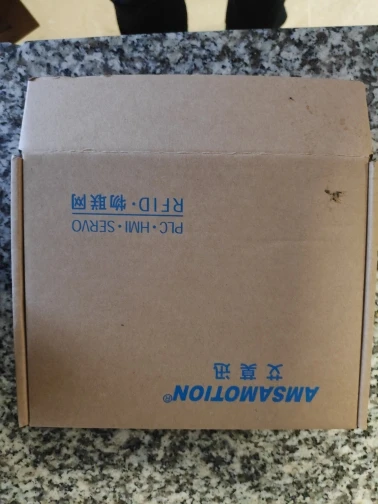 AMSAMOTION®
艾莫迅
PLC·HMI·SERVO
RFID·物联网